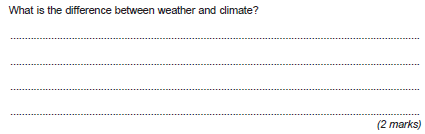 What is the difference between weather and climate?
(2 marks)